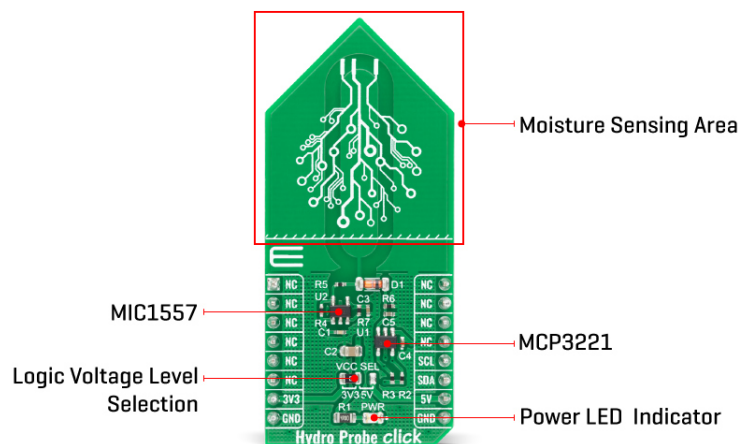 Moisture Sensing Area
R5 D1
NC NC
U2 C3 R6
NC NC
MIC1557
R4 R7 C5
NC NC
C1 U1
MCP3221
NC NC
C2 C4
NC SCL
VCC SEL
Logic Voltage Level
Selection
NC SDA
3V3 5V R3 R2
3V3 5V
R1 PWR
GND GND
Power LED Indicator
Hydro Probe click